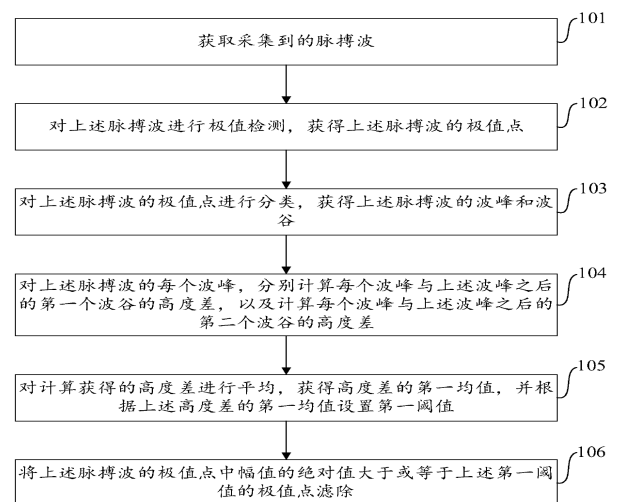 101
获取采集到的脉搏波
102
对上述脉搏波进行极值检测，获得上述脉搏波的极值点
103
对上述脉搏波的极值点进行分类，获得上述脉搏波的波峰和波
谷
104
对上述脉搏波的每个波峰，分别计算每个波峰与上述波峰之后
的第一个波谷的高度差，以及计算每个波峰与上述波峰之后的
第二个波谷的高度差
105
对计算获得的高度差进行平均，获得高度差的第一均值，并根
据上述高度差的第一均值设置第一阈值
106
将上述脉搏波的极值点中幅值的绝对值大于或等于上述第一阈
值的极值点滤除